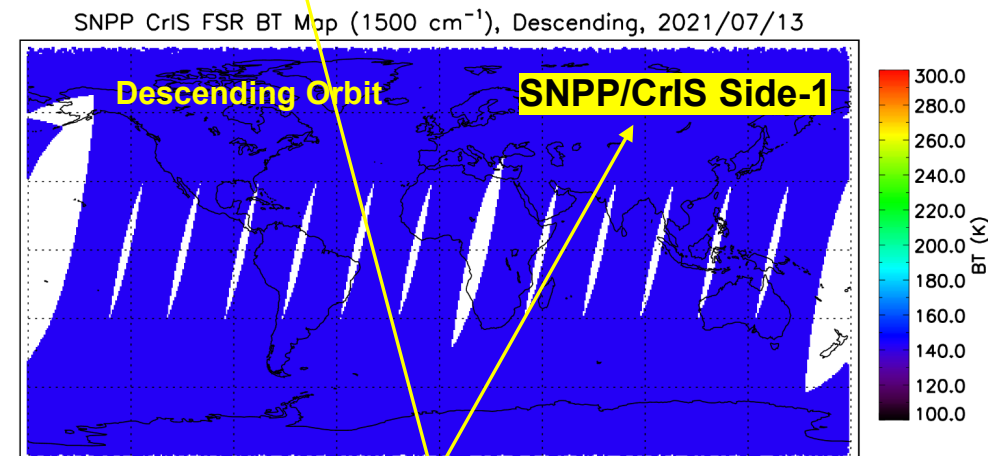 SNPP CrIS FSR BT Map (1500 cm⁻¹), Descending, 2021/07/13
Descending Orbit
SNPP/CrIS Side-1
300.0
280.0
260.0
240.0
220.0
200.0
180.0
160.0
140.0
120.0
100.0
BT (K)